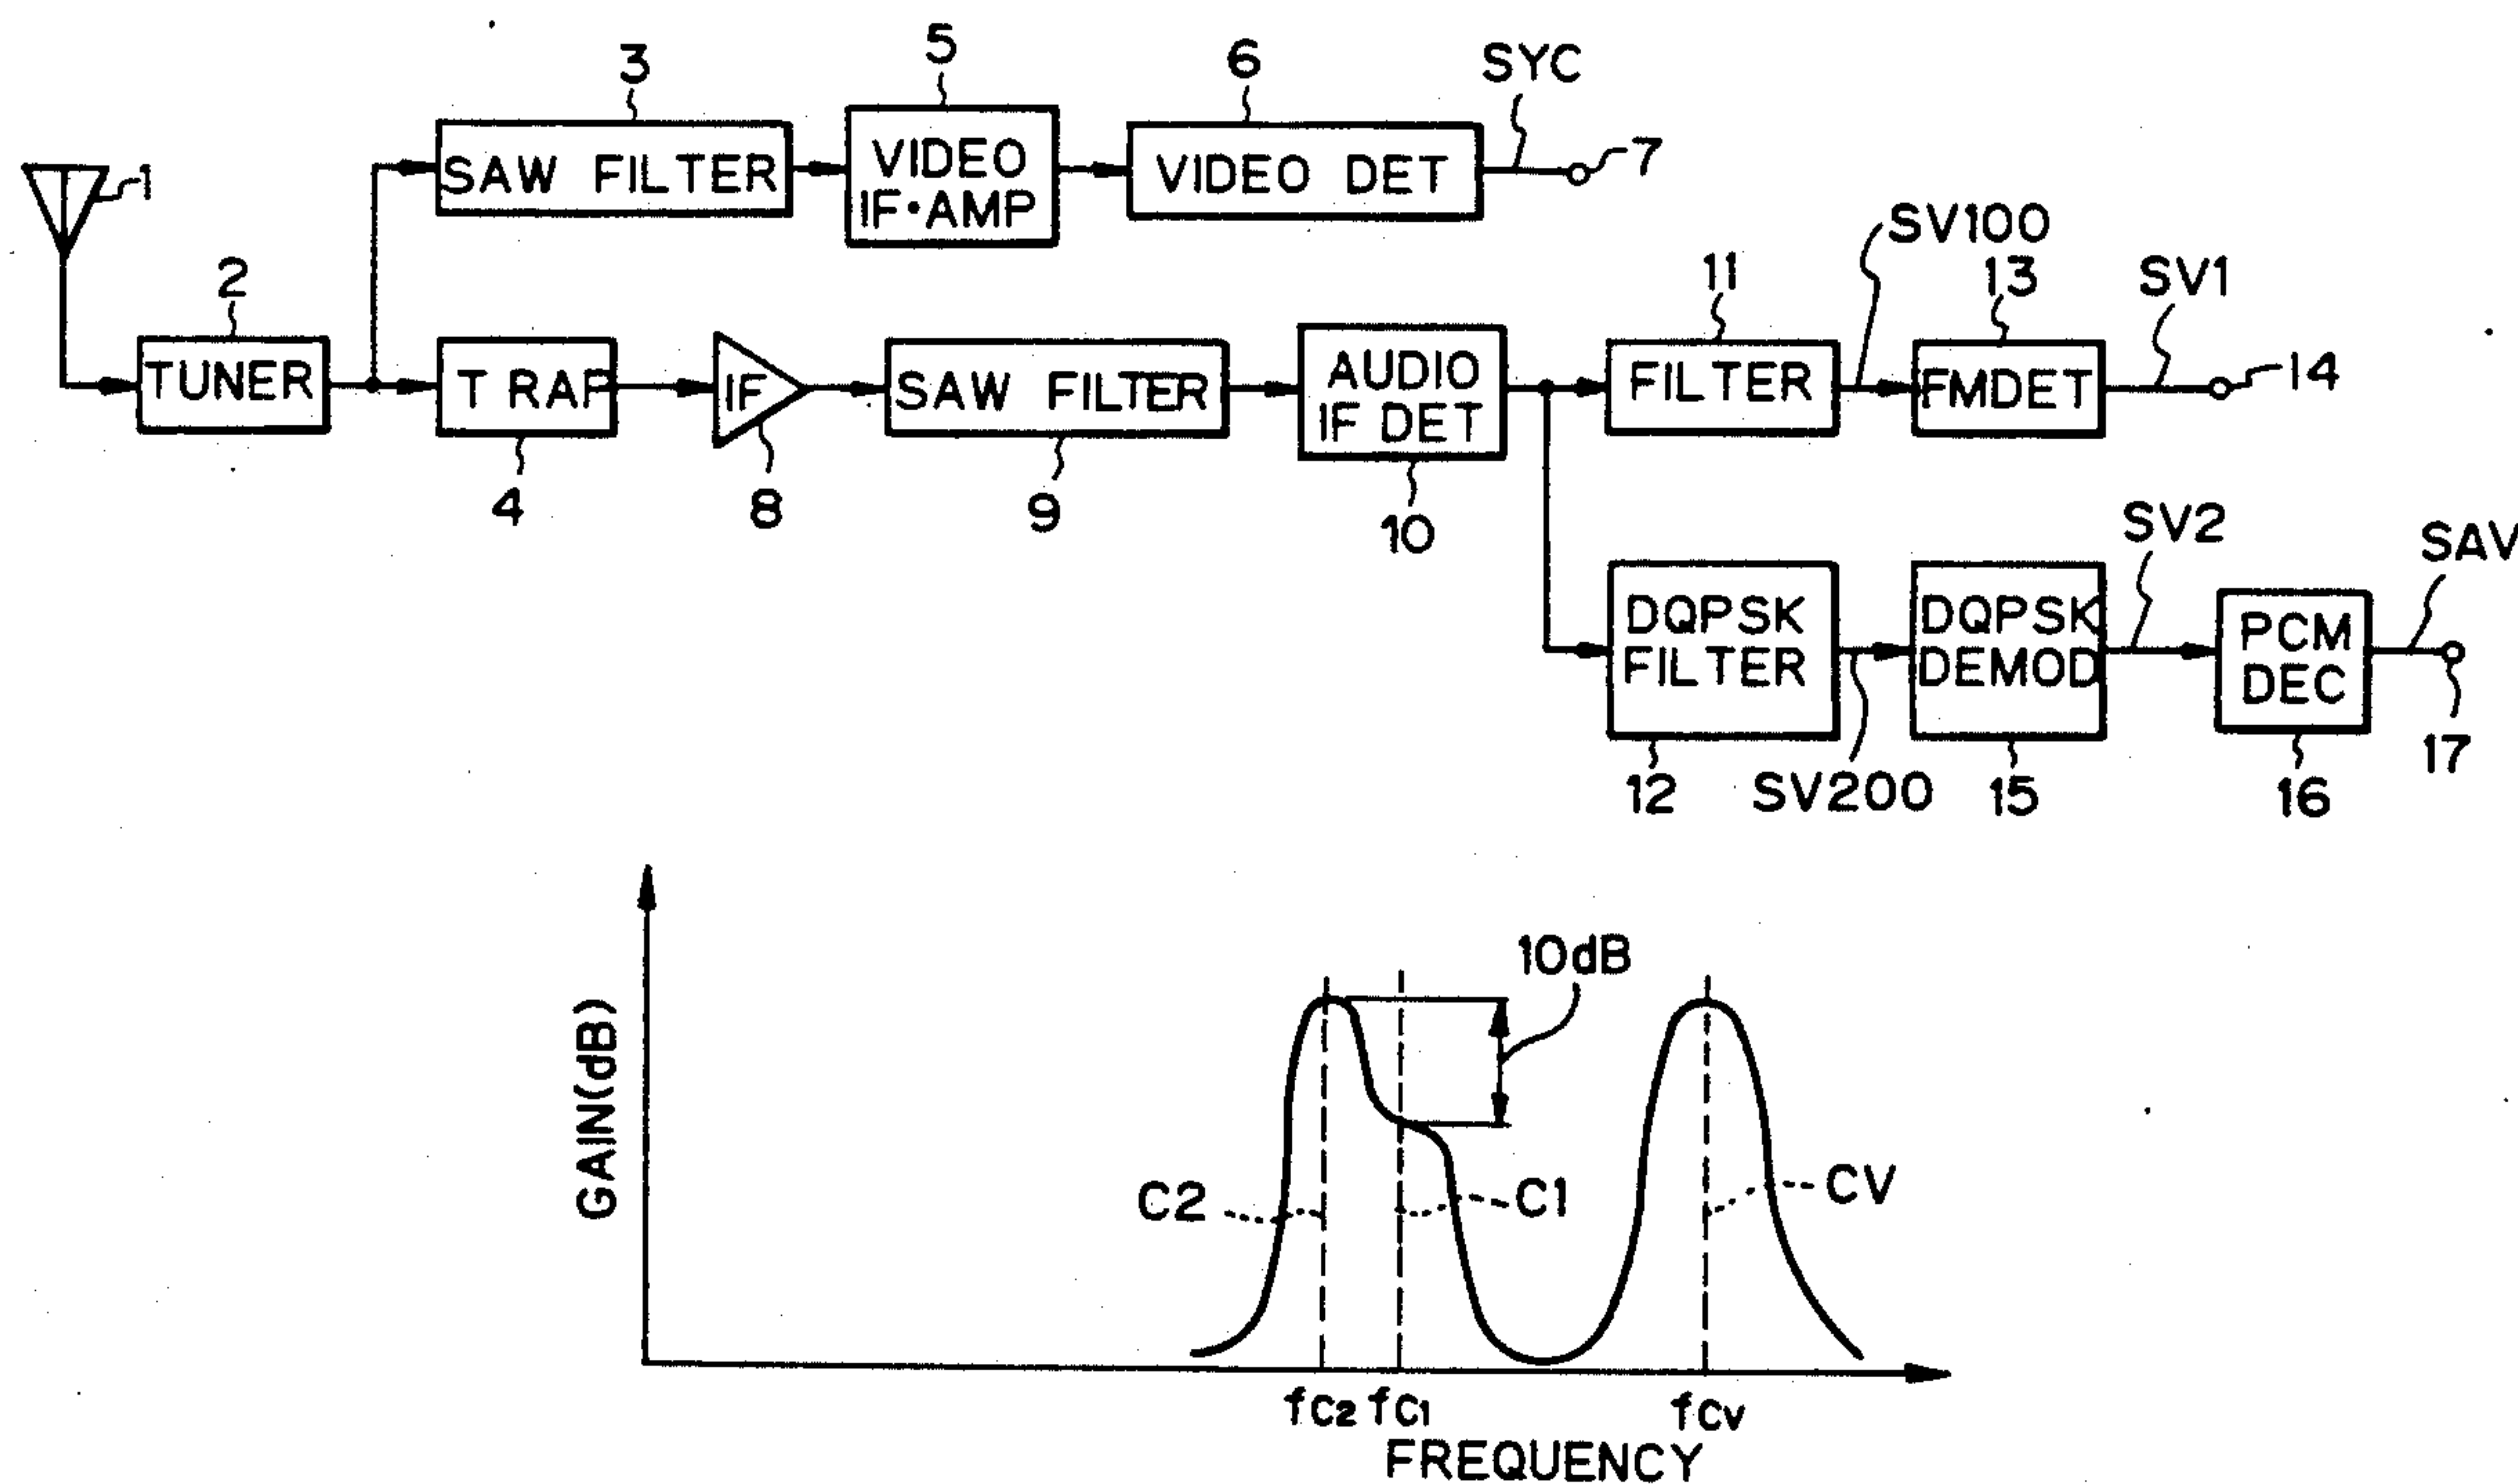 1
2
TUNER
3
SAW FILTER
5
VIDEO
IF·AMP
6
VIDEO DET
SYC
7
T RAP
4
IF
8
SAW FILTER
9
AUDIO
IF DET
10
11
FILTER
SV100
13
FMDET
SV1
14
DQPSK
FILTER
12
SV200
DQPSK
DEMOD
15
SV2
PCM
DEC
16
SAV
17
GAIN(dB)
10dB
C2
C1
CV
fC2 fC1
fCV
FREQUENCY